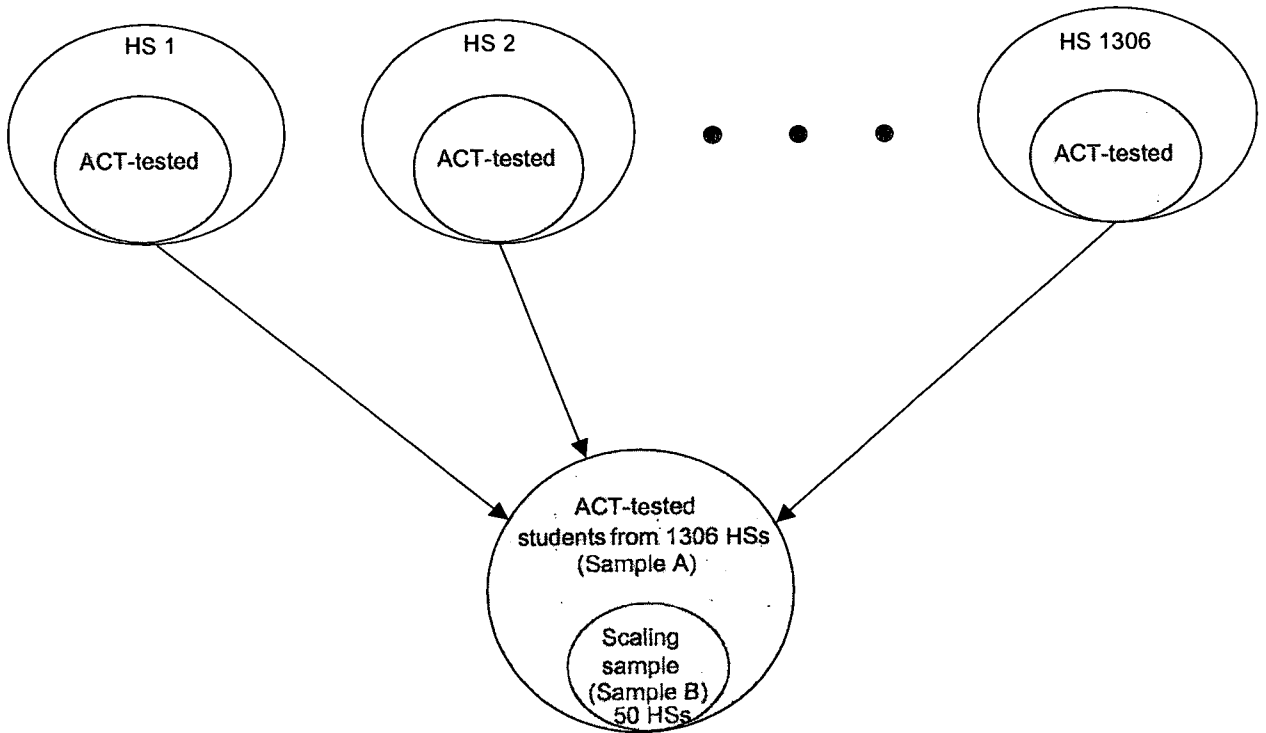 HS 1
HS 2
HS 1306
ACT-tested
ACT-tested
ACT-tested
ACT-tested
students from 1306 HSs
(Sample A)
Scaling
sample
(Sample B)
50 HSs